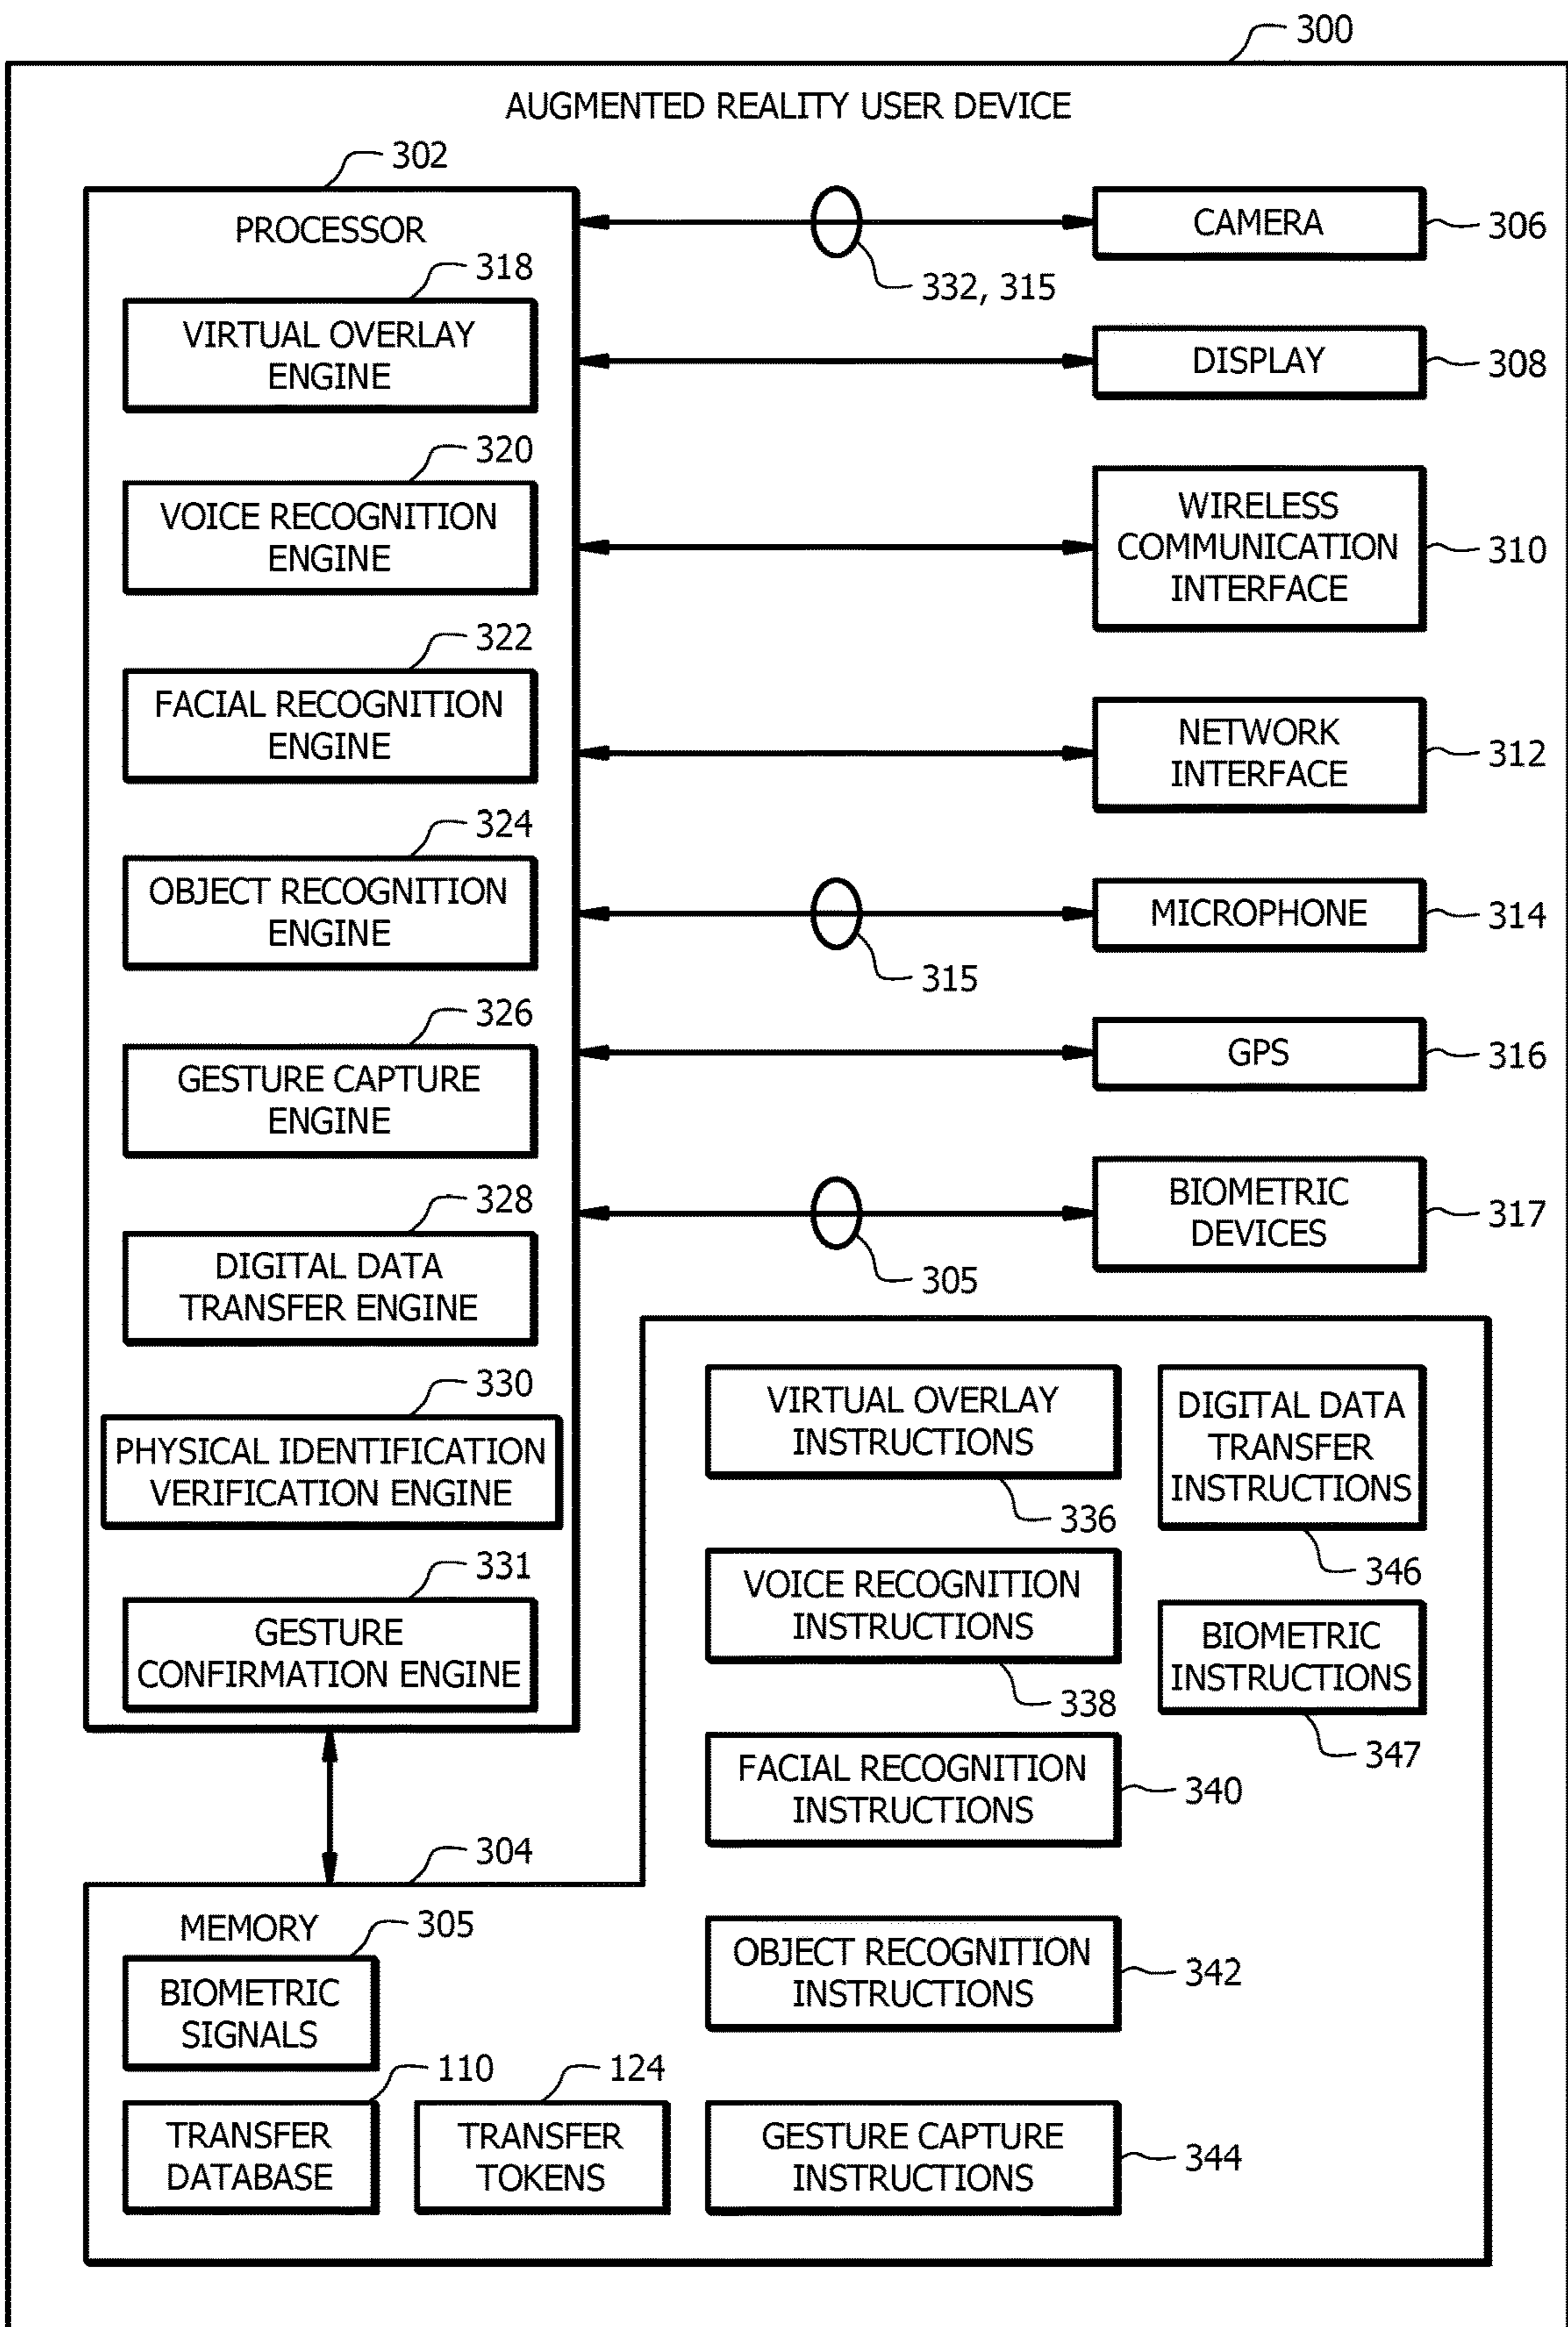 300
AUGMENTED REALITY USER DEVICE
302
PROCESSOR
318
VIRTUAL OVERLAY
ENGINE
320
VOICE RECOGNITION
ENGINE
322
FACIAL RECOGNITION
ENGINE
324
OBJECT RECOGNITION
ENGINE
326
GESTURE CAPTURE
ENGINE
328
DIGITAL DATA
TRANSFER ENGINE
330
PHYSICAL IDENTIFICATION
VERIFICATION ENGINE
331
GESTURE
CONFIRMATION ENGINE
332, 315
CAMERA
306
DISPLAY
308
WIRELESS
COMMUNICATION
INTERFACE
310
NETWORK
INTERFACE
312
315
MICROPHONE
314
GPS
316
305
BIOMETRIC
DEVICES
317
304
MEMORY
305
BIOMETRIC
SIGNALS
110
TRANSFER
DATABASE
124
TRANSFER
TOKENS
VIRTUAL OVERLAY
INSTRUCTIONS
336
VOICE RECOGNITION
INSTRUCTIONS
338
FACIAL RECOGNITION
INSTRUCTIONS
340
OBJECT RECOGNITION
INSTRUCTIONS
342
GESTURE CAPTURE
INSTRUCTIONS
344
DIGITAL DATA
TRANSFER
INSTRUCTIONS
346
BIOMETRIC
INSTRUCTIONS
347